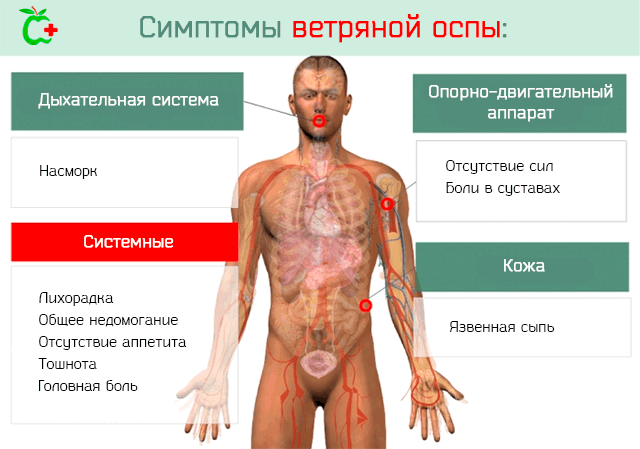 Симптомы ветряной оспы:
Дыхательная система
Насморк
Системные
Лихорадка
Общее недомогание
Отсутствие аппетита
Тошнота
Головная боль
Опорно-двигательный
аппарат
Отсутствие сил
Боли в суставах
Кожа
Язвенная сыпь